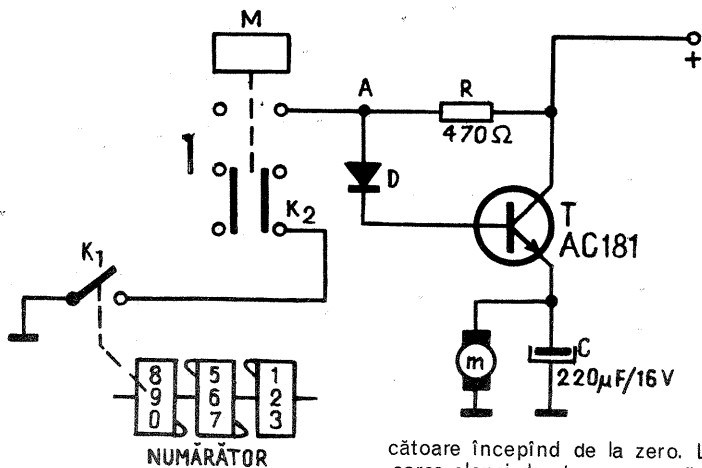 M
A
R
470Ω
+
1
D
K2
T
AC181
K1
m
C
220μF/16V
8 5 1
9 6 2
0 7 3
NUMĂRĂTOR
cătoare începînd de la zero. L